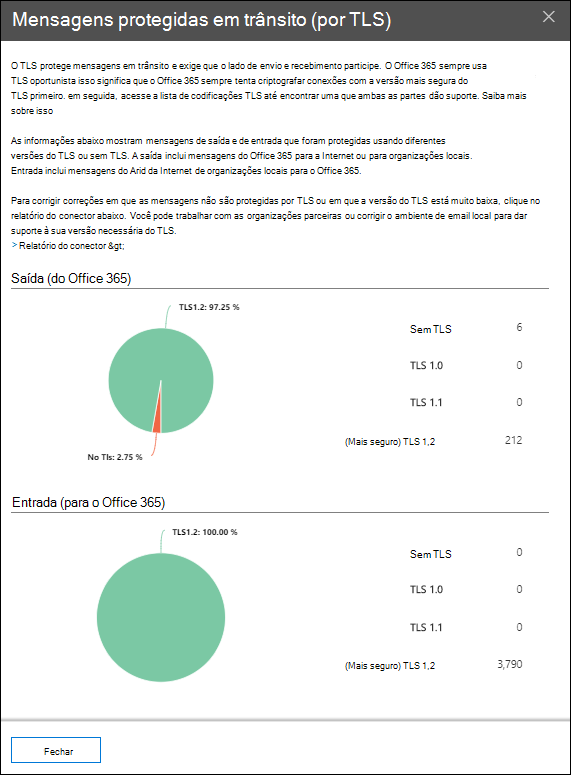 Mensagens protegidas em trânsito (por TLS)
O TLS protege mensagens em trânsito e exige que o lado de envio e recebimento participe. O Office 365 sempre usa
TLS oportunista isso significa que o Office 365 sempre tenta criptografar conexões com a versão mais segura do
TLS primeiro. em seguida, acesse a lista de codificações TLS até encontrar uma que ambas as partes dão suporte. Saiba mais
sobre isso
As informações abaixo mostram mensagens de saída e de entrada que foram protegidas usando diferentes
versões do TLS ou sem TLS. A saída inclui mensagens do Office 365 para a Internet ou para organizações locais.
Entrada inclui mensagens do Arid da Internet de organizações locais para o Office 365.
Para corrigir correções em que as mensagens não são protegidas por TLS ou em que a versão do TLS está muito baixa, clique no
relatório do conector abaixo. Você pode trabalhar com as organizações parceiras ou corrigir o ambiente de email local para dar
suporte à sua versão necessária do TLS.
> Relatório do conector &gt;
Saída (do Office 365)
TLS1.2: 97.25 %
No Tls: 2.75 %
Sem TLS 6
TLS 1.0 0
TLS 1.1 0
(Mais seguro) TLS 1,2 212
Entrada (para o Office 365)
TLS1.2: 100.00 %
Sem TLS 0
TLS 1.0 0
TLS 1.1 0
(Mais seguro) TLS 1,2 3,790
Fechar